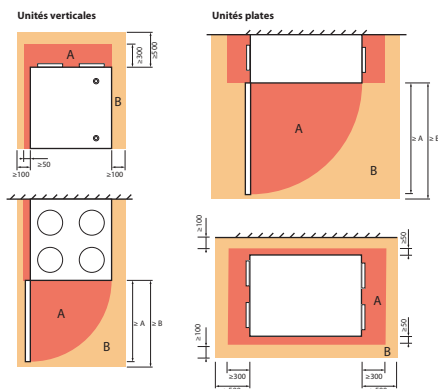 Unités verticales
Unités plates
A
B
≥300
≥500
≥50
≥100
≥100
A
B
≥ A
≥ B
A
B
≥ A
≥ B
≥100
≥50
A
≥100
≥50
B
≥300
≥300